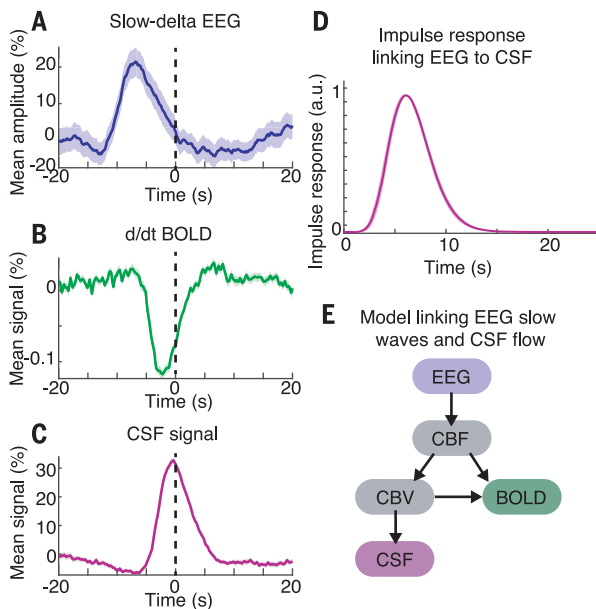 A
Slow-delta EEG
Mean amplitude (%)
20
10
0
-20
-20
0
20
Time (s)
B
d/dt BOLD
Mean signal (%)
0
-0.1
-20
0
20
Time (s)
C
CSF signal
Mean signal (%)
30
20
10
0
-20
0
20
Time (s)
D
Impulse response
linking EEG to CSF
Impulse response (a.u.)
1
0
0
10
20
Time (s)
E
Model linking EEG slow
waves and CSF flow
EEG
CBF
CBV
BOLD
CSF